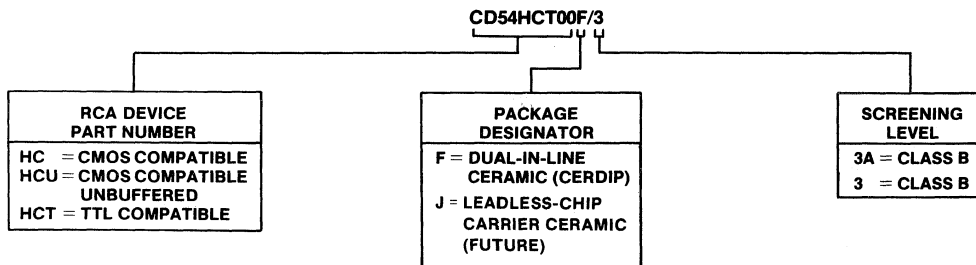 CD54HCT00F/3
RCA DEVICE
PART NUMBER
HC = CMOS COMPATIBLE
HCU = CMOS COMPATIBLE
UNBUFFERED
HCT = TTL COMPATIBLE
PACKAGE
DESIGNATOR
F = DUAL-IN-LINE
CERAMIC (CERDIP)
J = LEADLESS-CHIP
CARRIER CERAMIC
(FUTURE)
SCREENING
LEVEL
3A = CLASS B
3 = CLASS B